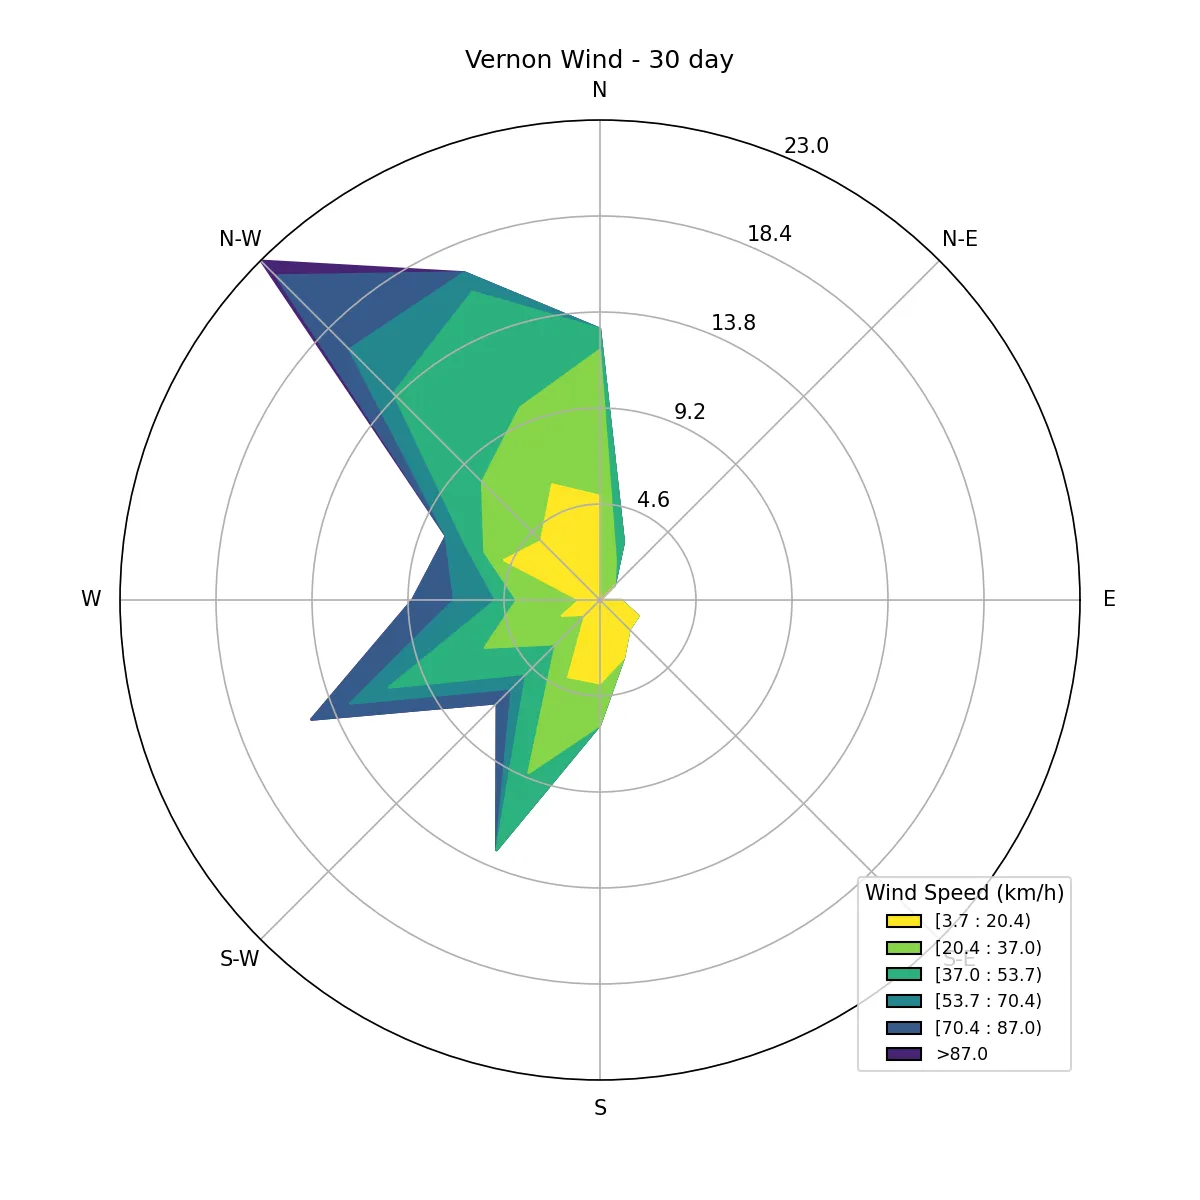 Vernon Wind - 30 day
N
23.0
18.4
N-W
N-E
13.8
9.2
4.6
W
E
S-W
S-E
S
Wind Speed (km/h)
[3.7 : 20.4)
[20.4 : 37.0)
[37.0 : 53.7)
[53.7 : 70.4)
[70.4 : 87.0)
>87.0